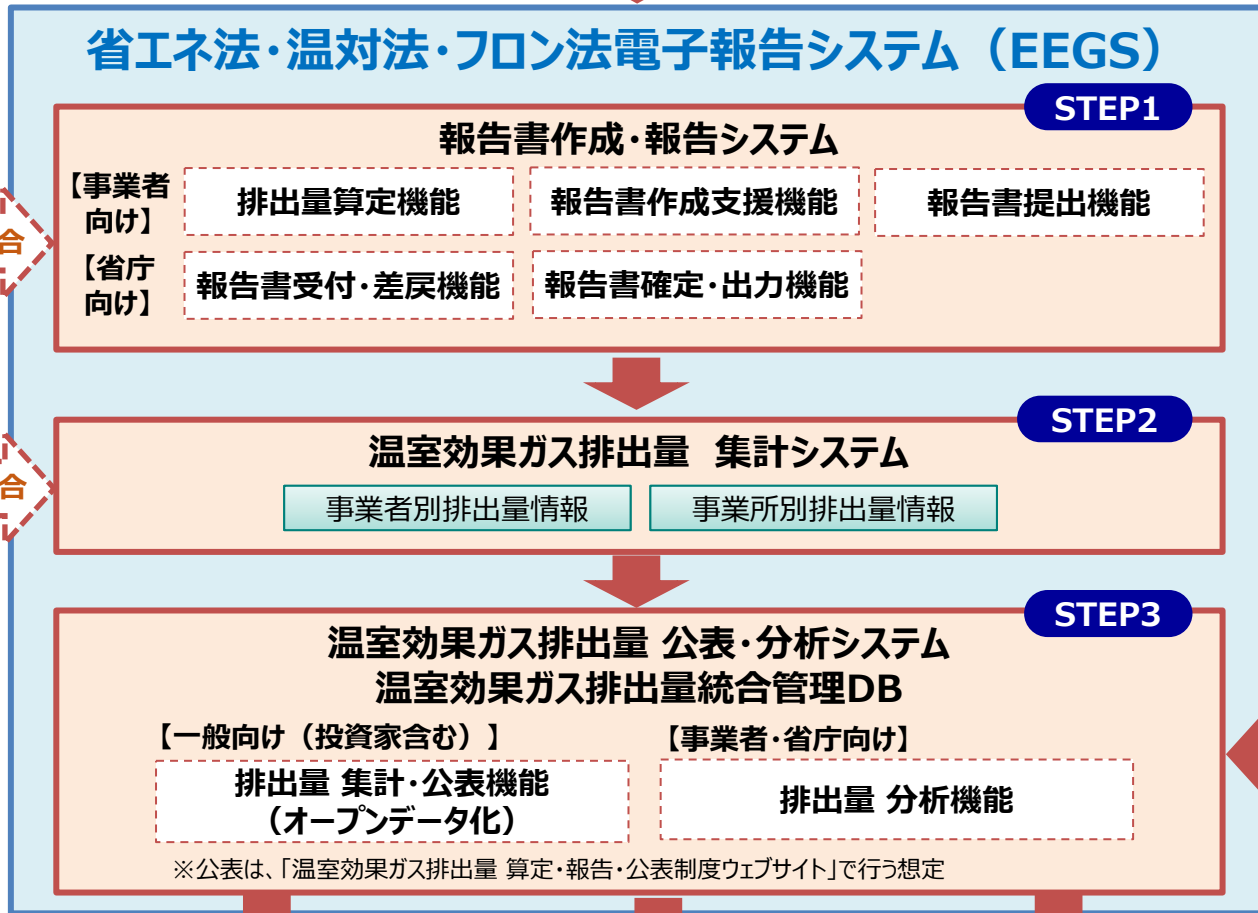 省エネ法・温対法・フロン法電子報告システム（EEGS）
STEP1
報告書作成・報告システム
【事業者
向け】
排出量算定機能
報告書作成支援機能
報告書提出機能
合
【省庁
向け】
報告書受付・差戻機能
報告書確定・出力機能
STEP2
温室効果ガス排出量 集計システム
合
事業者別排出量情報
事業所別排出量情報
STEP3
温室効果ガス排出量 公表・分析システム
温室効果ガス排出量統合管理DB
【一般向け（投資家含む）】
排出量 集計・公表機能
（オープンデータ化）
【事業者・省庁向け】
排出量 分析機能
※公表は、「温室効果ガス排出量 算定・報告・公表制度ウェブサイト」で行う想定